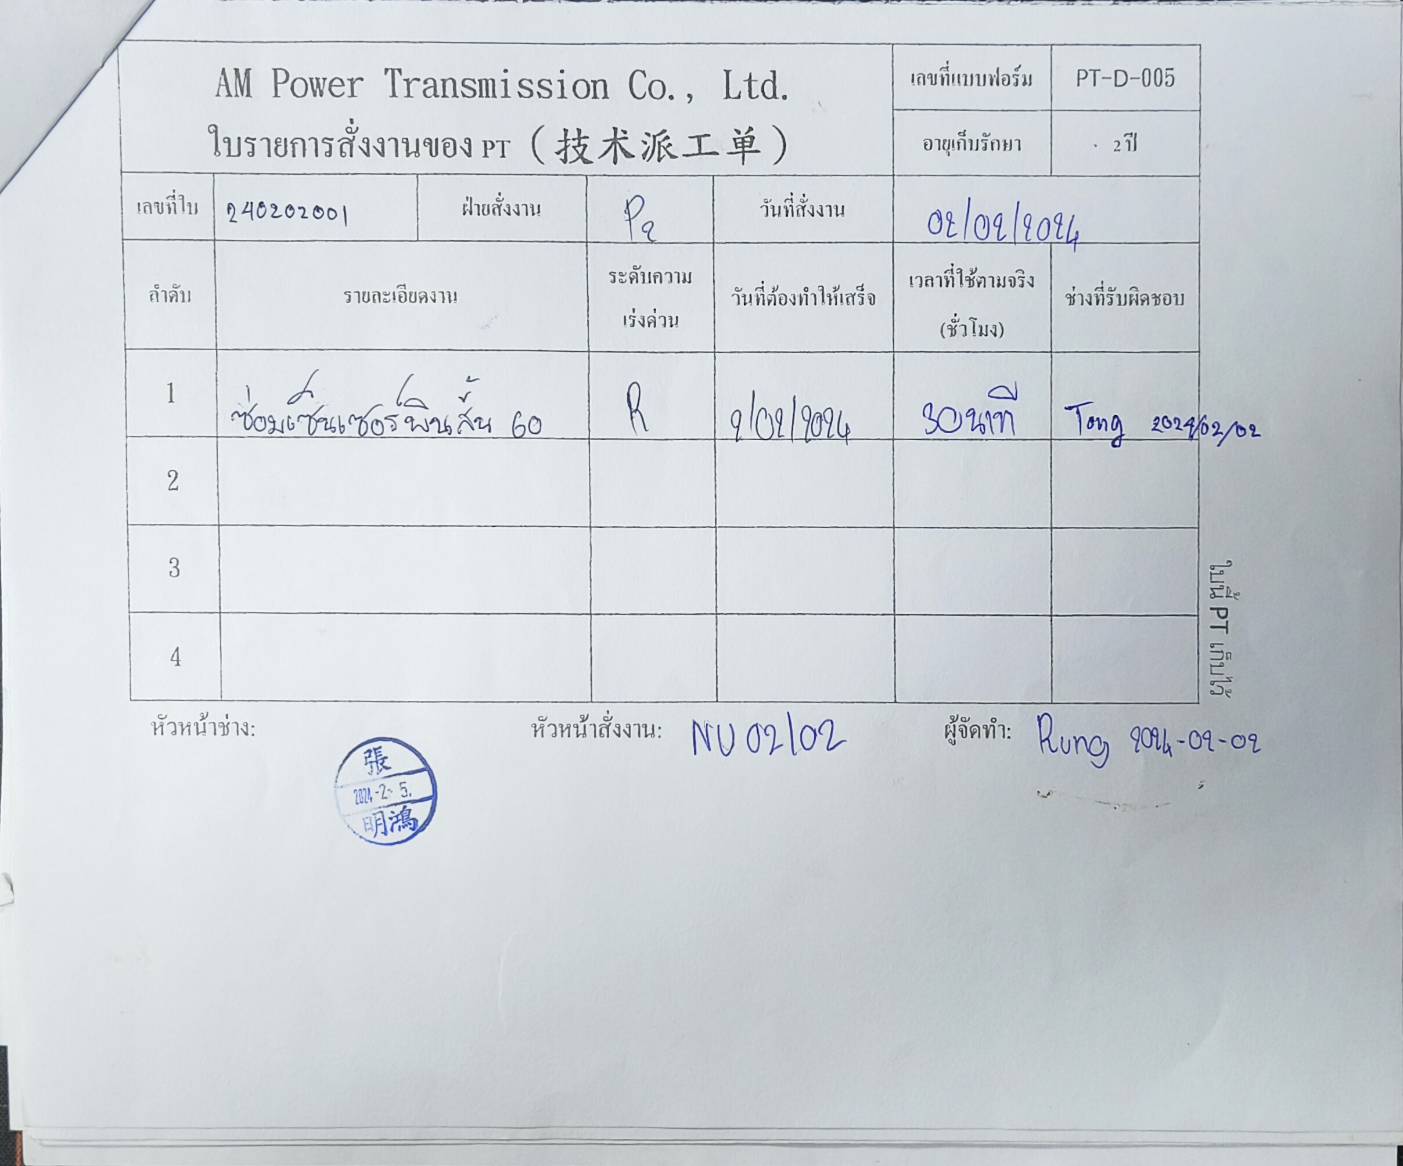 AM Power Transmission Co., Ltd.
ใบรายการสั่งงานของ PT (技术派工单)
เลขที่แบบฟอร์ม PT-D-005
อายุเก็บรักษา 2 ปี
เลขที่ใบ 240202001 ฝ่ายสั่งงาน P2 วันที่สั่งงาน 02/02/2024
ลำดับ รายละเอียดงาน ระดับความเร่งด่วน วันที่ต้องทำให้เสร็จ เวลาที่ใช้ตามจริง (ชั่วโมง) ช่างที่รับผิดชอบ
1 ซ่อมเซ็นเซอร์พินสั้น 60 R 2/02/2024 30 นาที Tong 2024/02/02
2
3
4
ใบนี้ PT เก็บไว้
หัวหน้าช่าง: หัวหน้าสั่งงาน: NU 02/02 ผู้จัดทำ: Rung 2024-02-02
張
2024-2-5.
明鴻